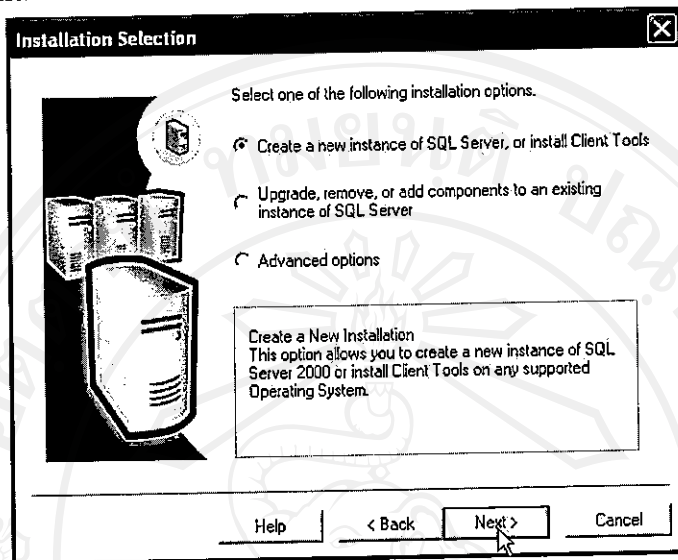 Installation Selection
Select one of the following installation options.
Create a new instance of SQL Server, or install Client Tools
Upgrade, remove, or add components to an existing
instance of SQL Server
Advanced options
Create a New Installation
This option allows you to create a new instance of SQL
Server 2000 or install Client Tools on any supported
Operating System.
Help
< Back
Next >
Cancel